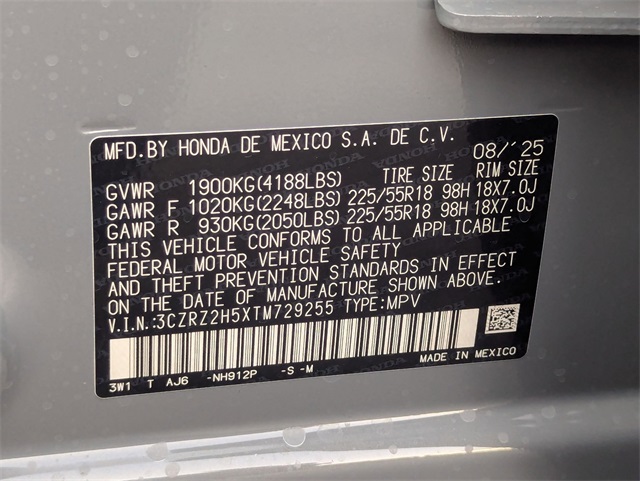 MFD.BY HONDA DE MEXICO S.A. DE C.V. 08/'25
TIRE SIZE RIM SIZE
GVWR 1900KG(4188LBS)
GAWR F 1020KG(2248LBS) 225/55R18 98H 18X7.0J
GAWR R 930KG(2050LBS) 225/55R18 98H 18X7.0J
THIS VEHICLE CONFORMS TO ALL APPLICABLE
FEDERAL MOTOR VEHICLE SAFETY
AND THEFT PREVENTION STANDARDS IN EFFECT
ON THE DATE OF MANUFACTURE SHOWN ABOVE.
V.I.N.:3CZRZ2H5XTM729255 TYPE:MPV
MADE IN MEXICO
3W1 T AJ6 -NH912P -S -M